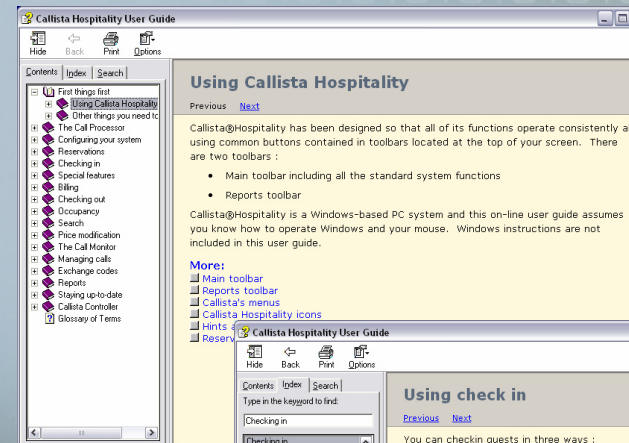 Callista Hospitality User Guide
Hide Back Print Options
Contents Index Search
First things first
Using Callista Hospitality
Other things you need to
The Call Processor
Configuring your system
Reservations
Checking in
Special features
Billing
Checking out
Occupancy
Search
Price modification
The Call Monitor
Managing calls
Exchange codes
Reports
Staying up-to-date
Callista Controller
Glossary of Terms
Using Callista Hospitality
Previous Next
Callista®Hospitality has been designed so that all of its functions operate consistently
using common buttons contained in toolbars located at the top of your screen. There
are two toolbars :
• Main toolbar including all the standard system functions
• Reports toolbar
Callista®Hospitality is a Windows-based PC system and this on-line user guide assumes
you know how to operate Windows and your mouse. Windows instructions are not
included in this user guide.
More:
Main toolbar
Reports toolbar
Callista's menus
Callista Hospitality icons
Hints
Reserv
Callista Hospitality User Guide
Hide Back Print Options
Contents Index Search
Type in the keyword to find:
Checking in
Checking in
Using check in
Previous Next
You can checkin guests in three ways :